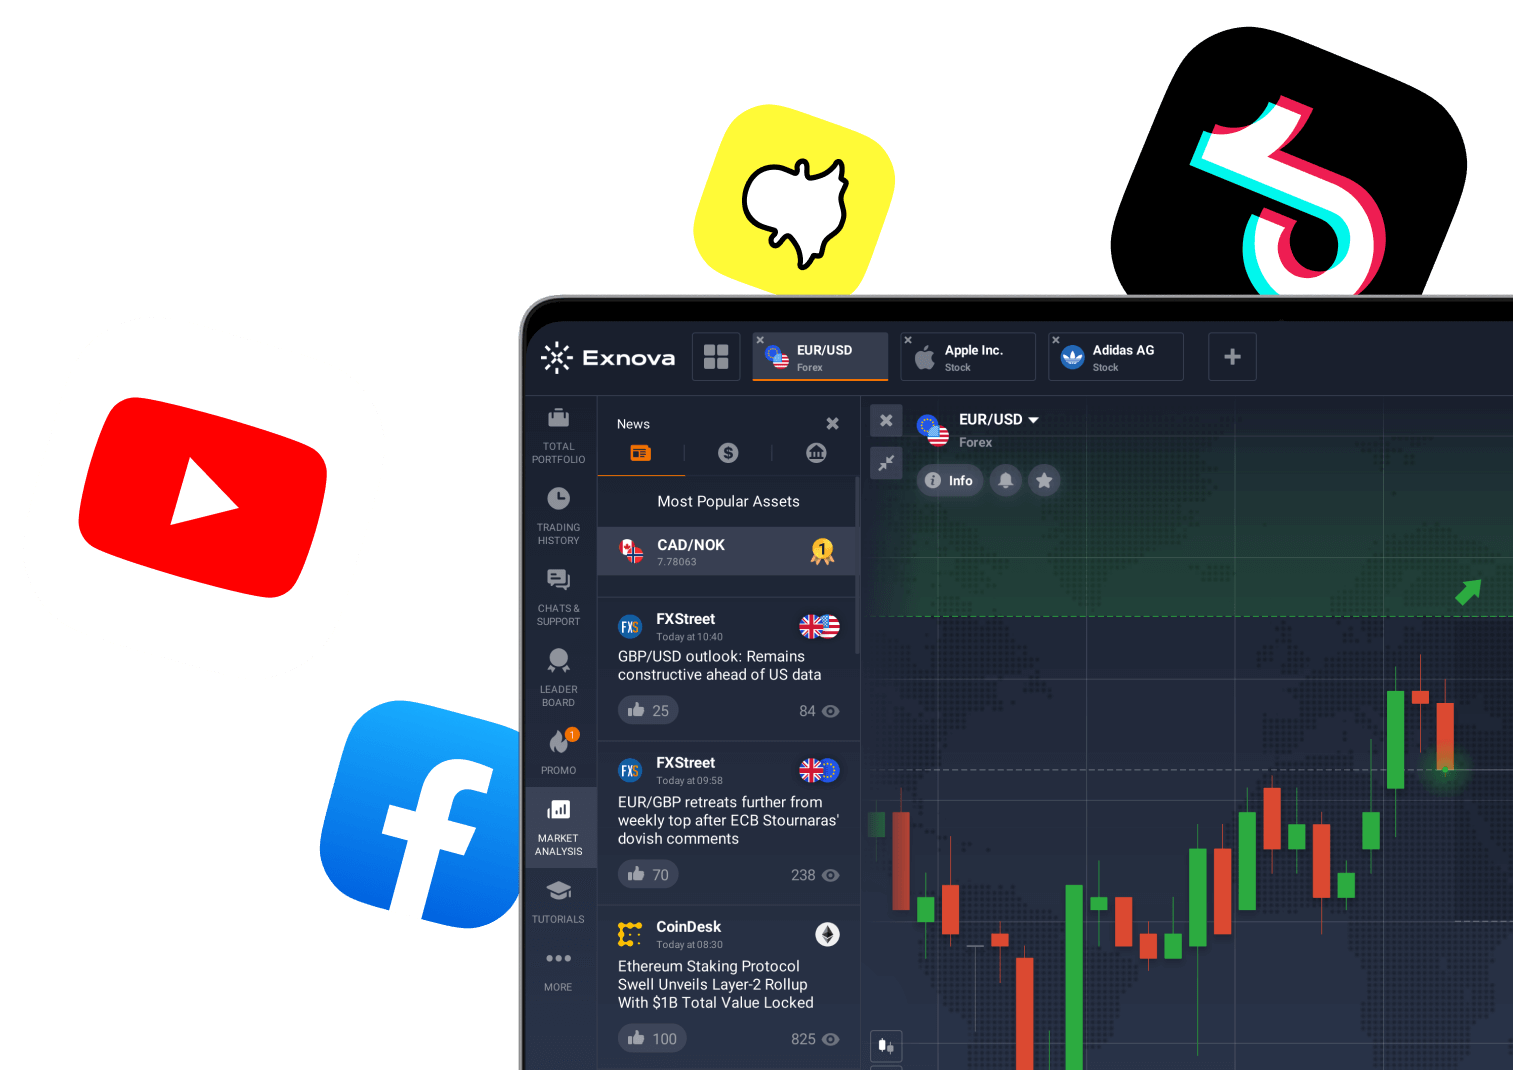 Exnova
EUR/USD
Forex
Apple Inc.
Stock
Adidas AG
Stock
TOTAL
PORTFOLIO
TRADING
HISTORY
CHATS &
SUPPORT
LEADER
BOARD
1
PROMO
MARKET
ANALYSIS
TUTORIALS
MORE
News
Most Popular Assets
CAD/NOK
7.78063
1
FXS
FXStreet
Today at 10:40
GBP/USD outlook: Remains
constructive ahead of US data
25
84
FXS
FXStreet
Today at 09:58
EUR/GBP retreats further from
weekly top after ECB Stournaras'
dovish comments
70
238
CoinDesk
Today at 08:30
Ethereum Staking Protocol
Swell Unveils Layer-2 Rollup
With $1B Total Value Locked
100
825
EUR/USD
Forex
Info